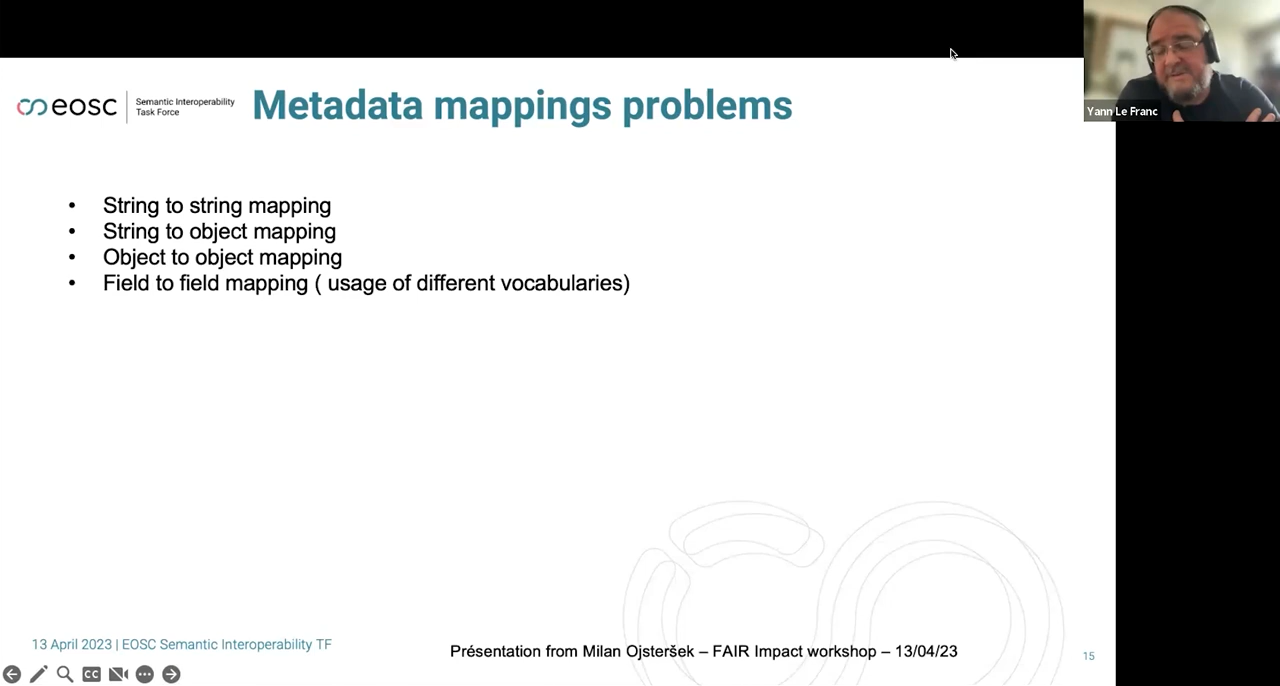 eosc
Semantic Interoperability
Task Force
Metadata mappings problems
Yann Le Franc
• String to string mapping
• String to object mapping
• Object to object mapping
• Field to field mapping ( usage of different vocabularies)
13 April 2023 | EOSC Semantic Interoperability TF
Présentation from Milan Ojsteršek – FAIR Impact workshop – 13/04/23
15
CC